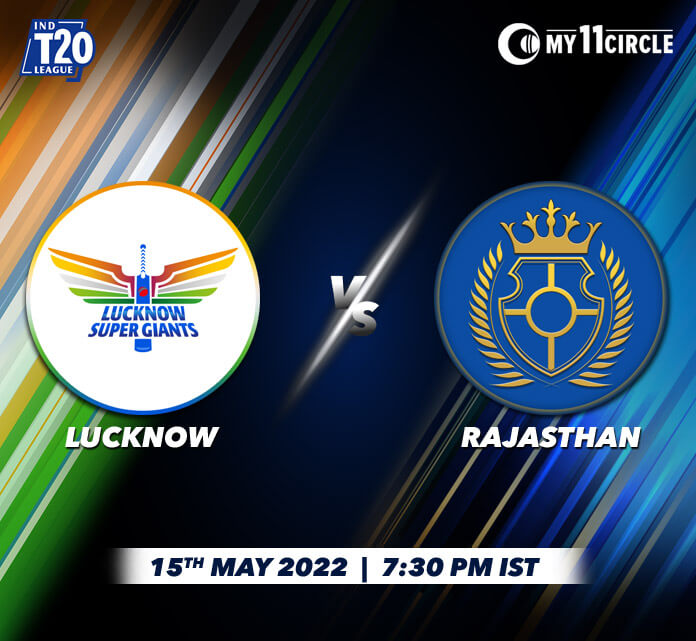 IND
T20
LEAGUE
MY11CIRCLE
LUCKNOW
SUPER GIANTS
VS
LUCKNOW
RAJASTHAN
15TH MAY 2022 | 7:30 PM IST